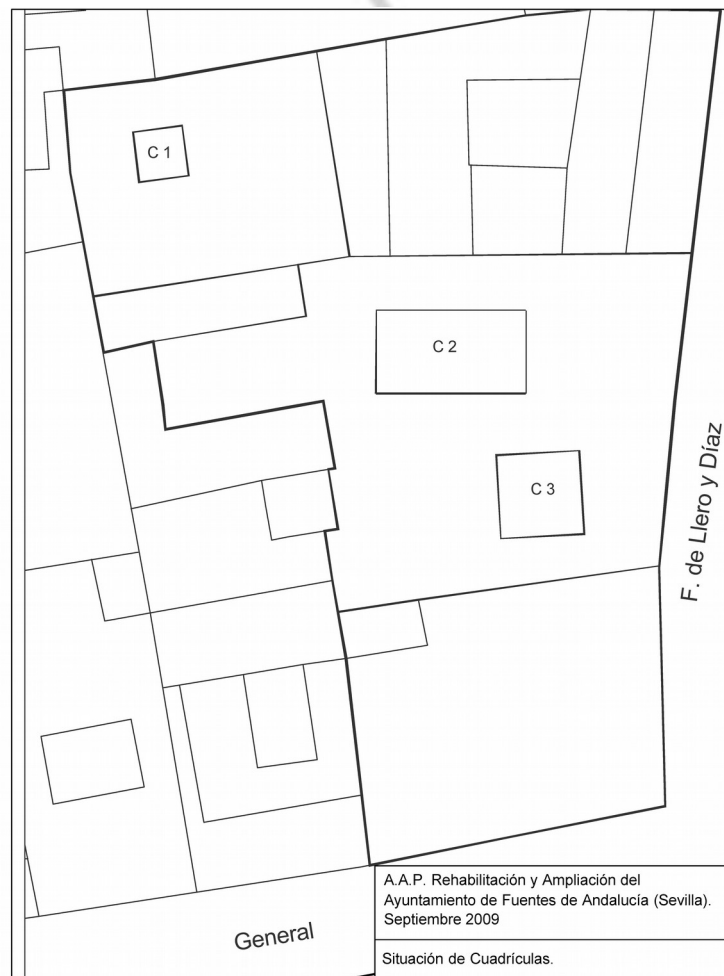 C 1
C 2
C 3
F. de Llero y Díaz
General
A.A.P. Rehabilitación y Ampliación del
Ayuntamiento de Fuentes de Andalucía (Sevilla).
Septiembre 2009
Situación de Cuadrículas.